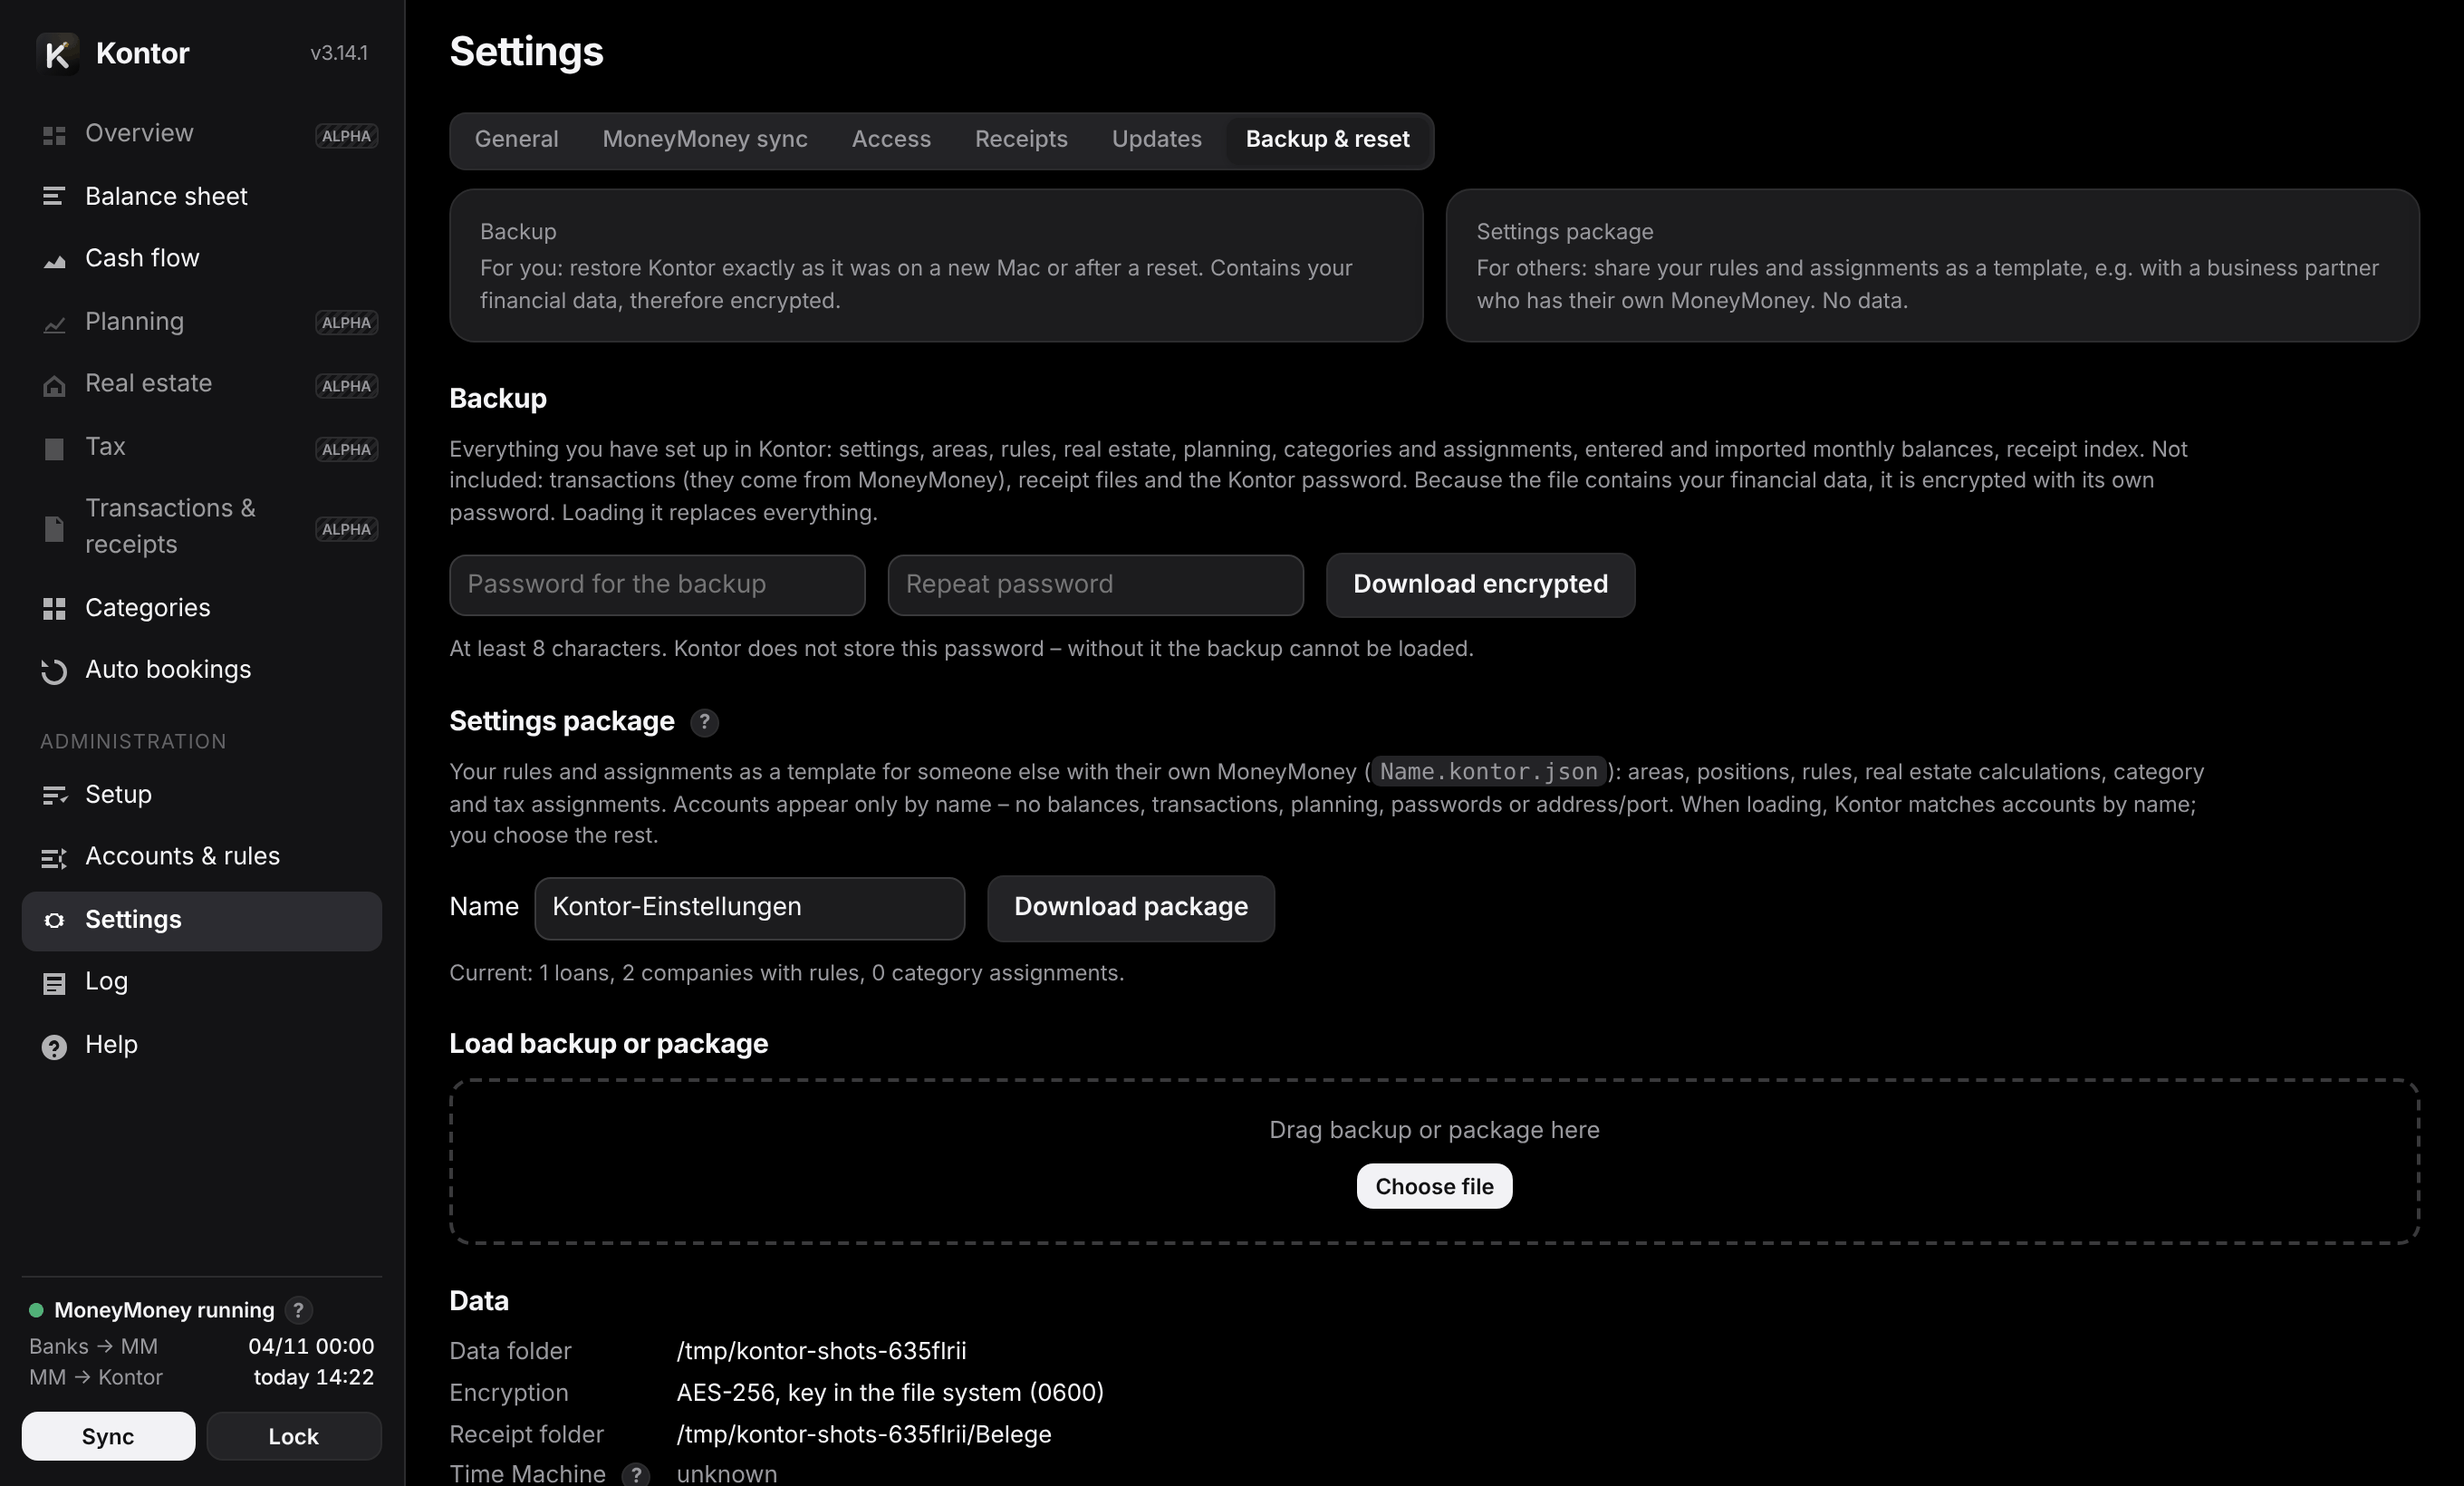 Kontor
v3.14.1
Overview
ALPHA
Balance sheet
Cash flow
Planning
ALPHA
Real estate
ALPHA
Tax
ALPHA
Transactions &
receipts
ALPHA
Categories
Auto bookings
ADMINISTRATION
Setup
Accounts & rules
Settings
Log
Help
MoneyMoney running ?
Banks → MM 04/11 00:00
MM → Kontor today 14:22
Sync
Lock
Settings
General MoneyMoney sync Access Receipts Updates Backup & reset
Backup
For you: restore Kontor exactly as it was on a new Mac or after a reset. Contains your
financial data, therefore encrypted.
Settings package
For others: share your rules and assignments as a template, e.g. with a business partner
who has their own MoneyMoney. No data.
Backup
Everything you have set up in Kontor: settings, areas, rules, real estate, planning, categories and assignments, entered and imported monthly balances, receipt index. Not
included: transactions (they come from MoneyMoney), receipt files and the Kontor password. Because the file contains your financial data, it is encrypted with its own
password. Loading it replaces everything.
Password for the backup
Repeat password
Download encrypted
At least 8 characters. Kontor does not store this password – without it the backup cannot be loaded.
Settings package ?
Your rules and assignments as a template for someone else with their own MoneyMoney (Name.kontor.json): areas, positions, rules, real estate calculations, category
and tax assignments. Accounts appear only by name – no balances, transactions, planning, passwords or address/port. When loading, Kontor matches accounts by name;
you choose the rest.
Name Kontor-Einstellungen
Download package
Current: 1 loans, 2 companies with rules, 0 category assignments.
Load backup or package
Drag backup or package here
Choose file
Data
Data folder /tmp/kontor-shots-635flrii
Encryption AES-256, key in the file system (0600)
Receipt folder /tmp/kontor-shots-635flrii/Belege
Time Machine ? unknown